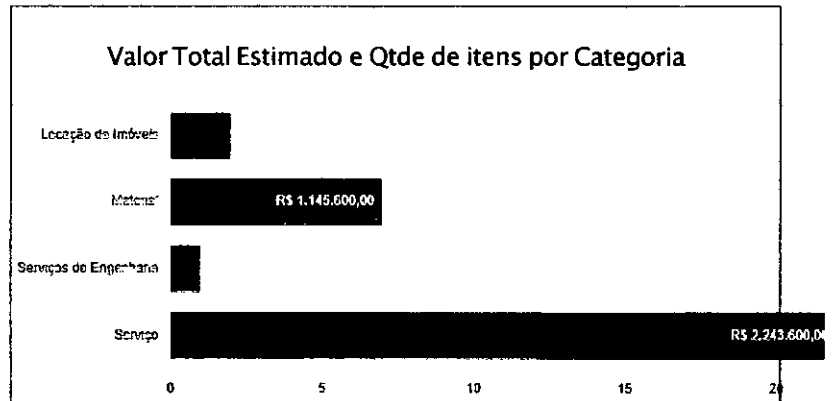 Valor Total Estimado e Qtde de itens por Categoria
Locação de Imóveis
Material
R$ 1.145.600,00
Serviços de Engenharia
Serviço
R$ 2.243.600,00
0 5 10 15 20